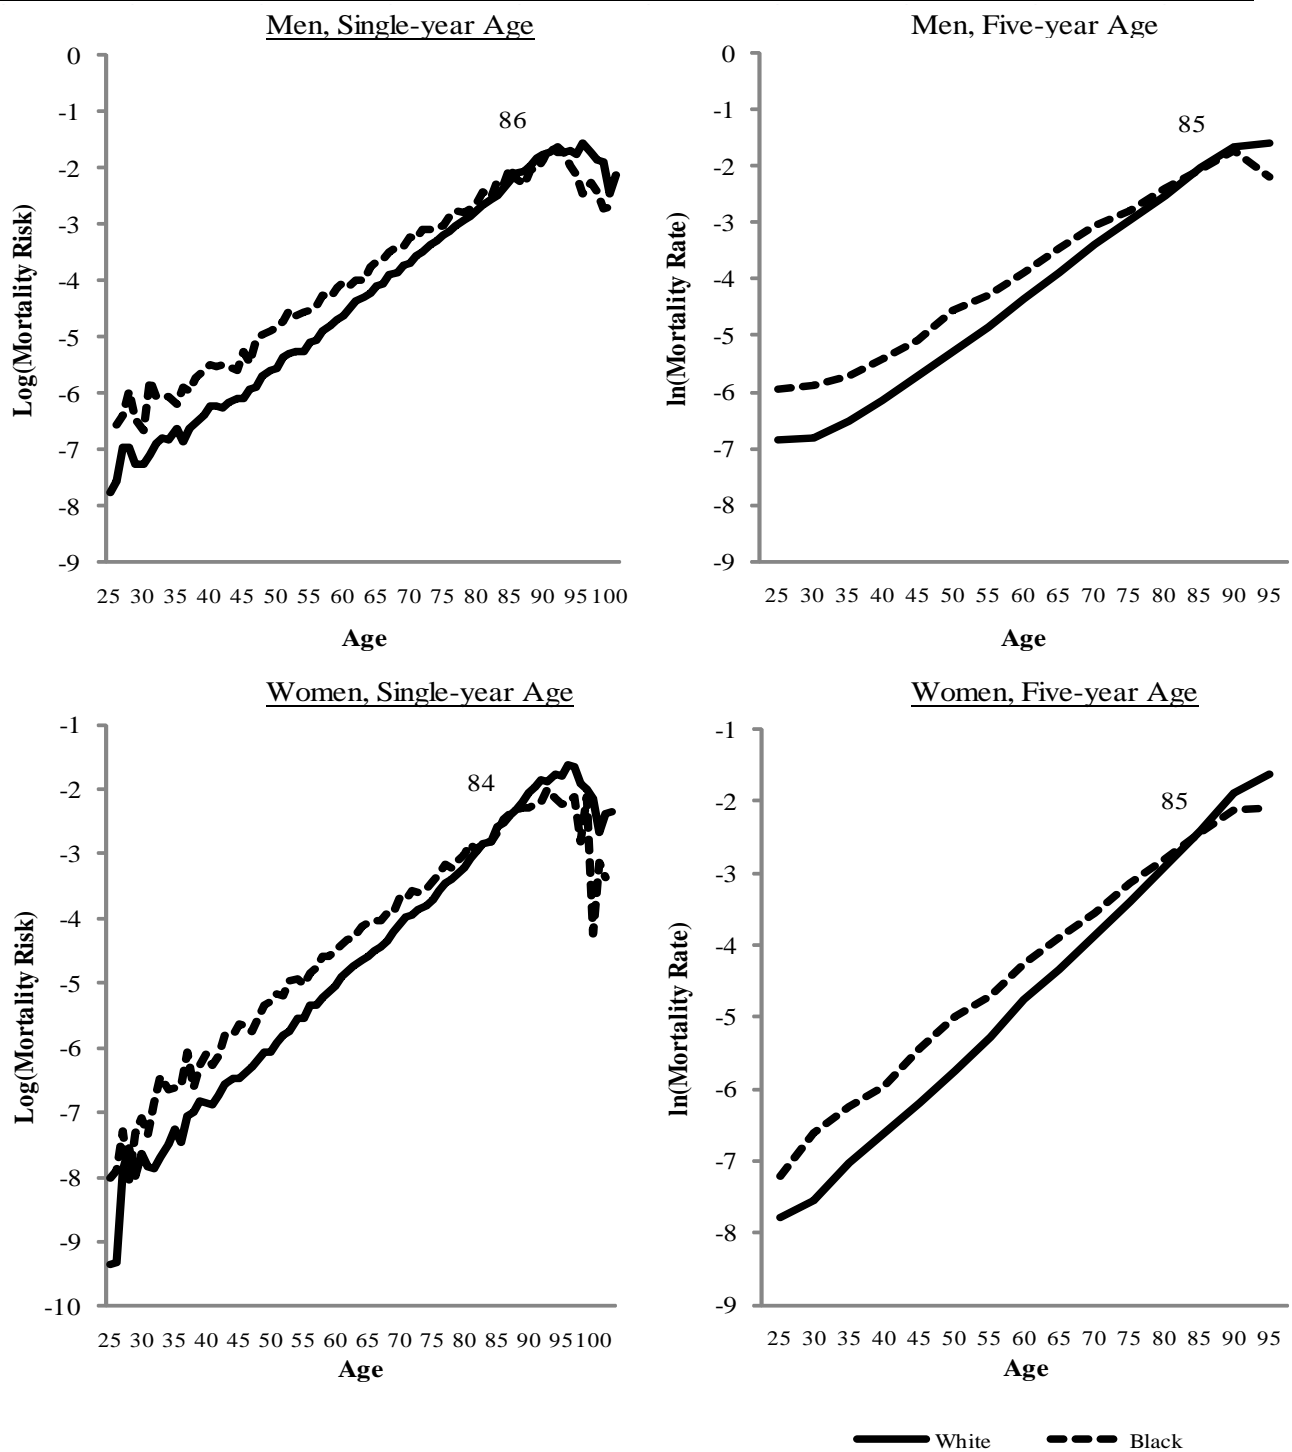 Men, Single-year Age
0
-1
-2
-3
-4
-5
-6
-7
-8
-9
Log(Mortality Risk)
86
25 30 35 40 45 50 55 60 65 70 75 80 85 90 95 100
Age
Men, Five-year Age
0
-1
-2
-3
-4
-5
-6
-7
-8
-9
ln(Mortality Rate)
85
25 30 35 40 45 50 55 60 65 70 75 80 85 90 95
Age
Women, Single-year Age
-1
-2
-3
-4
-5
-6
-7
-8
-9
-10
Log(Mortality Risk)
84
25 30 35 40 45 50 55 60 65 70 75 80 85 90 95 100
Age
Women, Five-year Age
-1
-2
-3
-4
-5
-6
-7
-8
-9
ln(Mortality Rate)
85
25 30 35 40 45 50 55 60 65 70 75 80 85 90 95
Age
White Black